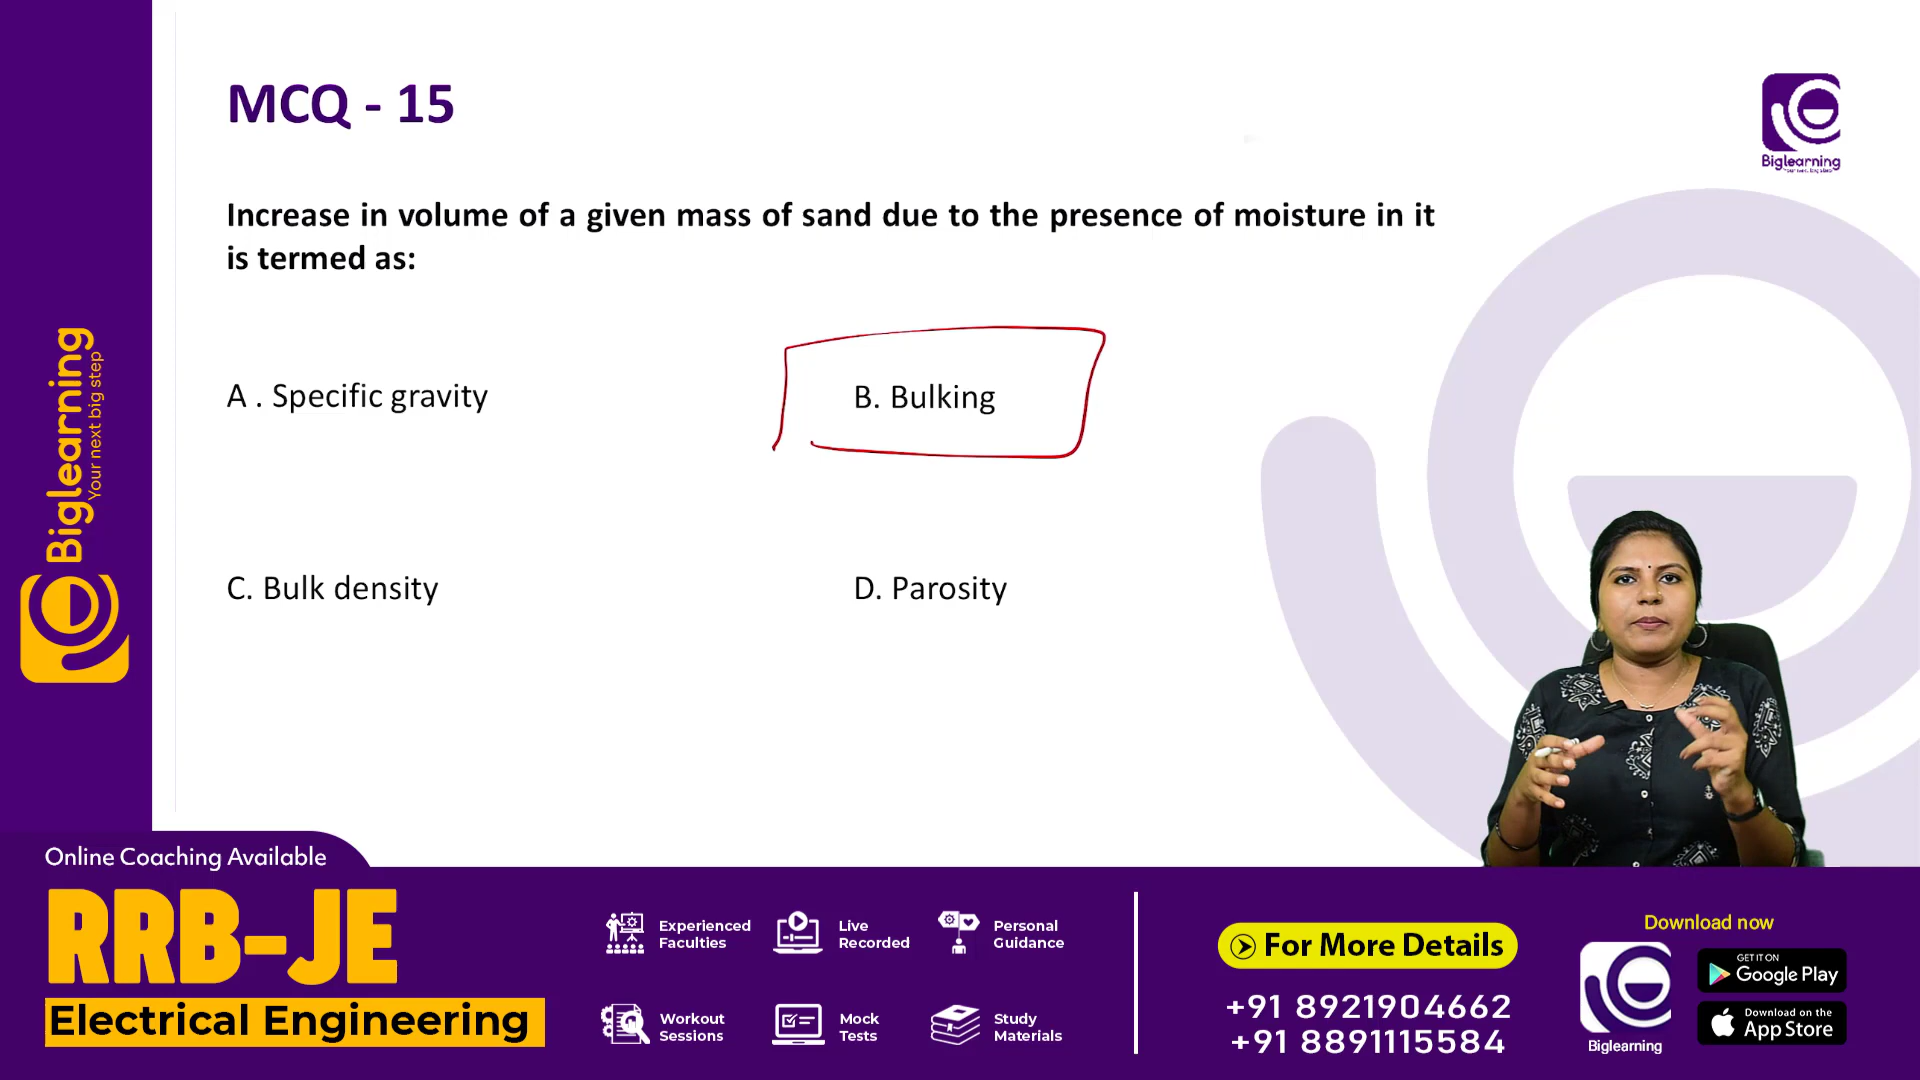 MCQ - 15
Biglearning
Increase in volume of a given mass of sand due to the presence of moisture in it
is termed as:
A . Specific gravity
B. Bulking
C. Bulk density
D. Parosity
Biglearning
Your next big step
Online Coaching Available
RRB-JE
Electrical Engineering
Experienced
Faculties
Live
Recorded
Personal
Guidance
Workout
Sessions
Mock
Tests
Study
Materials
For More Details
+91 8921904662
+91 8891115584
Download now
Biglearning
GET IT ON
Google Play
Download on the
App Store